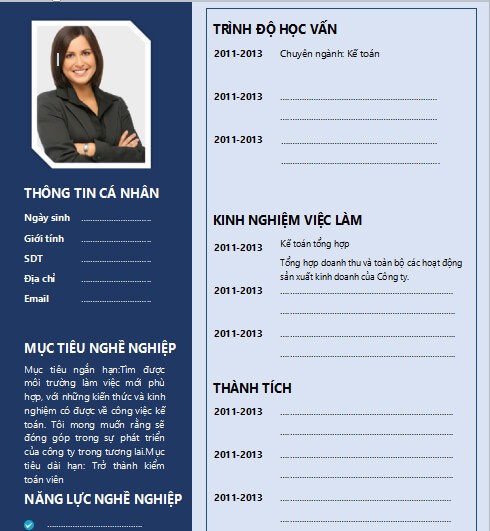 THÔNG TIN CÁ NHÂN
Ngày sinh ..............................
Giới tính ..............................
SDT ..............................
Địa chỉ ..............................
Email ..............................
MỤC TIÊU NGHỀ NGHIỆP
Mục tiêu ngắn hạn:Tìm được
môi trường làm việc mới phù
hợp, với những kiến thức và kinh
nghiệm có được về công việc kế
toán. Tôi mong muốn rằng sẽ
đóng góp trong sự phát triển
của công ty trong tương lai.Mục
tiêu dài hạn: Trở thành kiểm
toán viên
NĂNG LỰC NGHỀ NGHIỆP
........................................
TRÌNH ĐỘ HỌC VẤN
2011-2013 Chuyên ngành: Kế toán
2011-2013 ............................................................
............................................................
2011-2013 ............................................................
............................................................
KINH NGHIỆM VIỆC LÀM
2011-2013 Kế toán tổng hợp
Tổng hợp doanh thu và toàn bộ các hoạt động
sản xuất kinh doanh của Công ty.
2011-2013 ............................................................
............................................................
2011-2013 ............................................................
............................................................
THÀNH TÍCH
2011-2013 ............................................................
............................................................
2011-2013 ............................................................
............................................................
2011-2013 ............................................................
............................................................